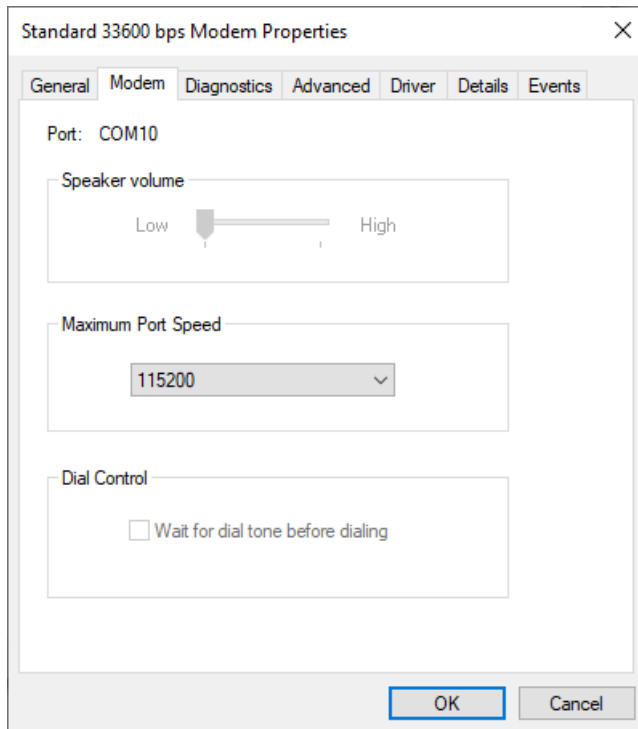 Standard 33600 bps Modem Properties
General Modem Diagnostics Advanced Driver Details Events
Port: COM10
Speaker volume
Low High
Maximum Port Speed
115200
Dial Control
Wait for dial tone before dialing
OK Cancel